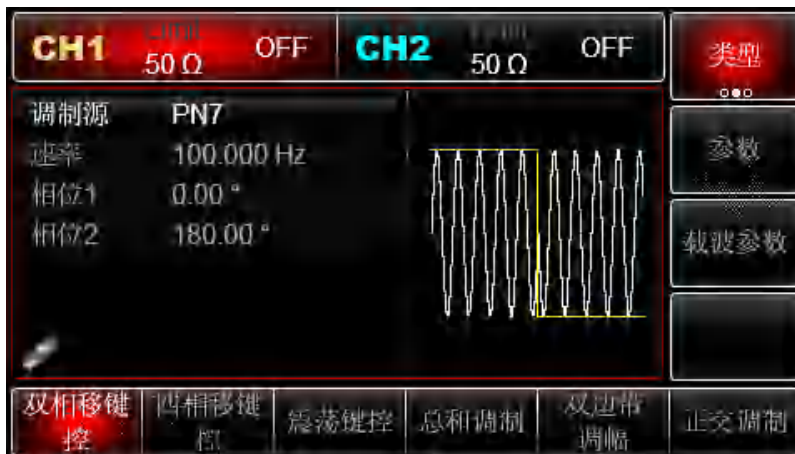 CH1
50 Ω
OFF
CH2
50 Ω
OFF
类型
调制源 PN7
速率 100.000 Hz
相位1 0.00 °
相位2 180.00 °
参数
载波参数
双相移键
控
四相移键
控
震荡键控
总和调制
双边带
调幅
正交调制